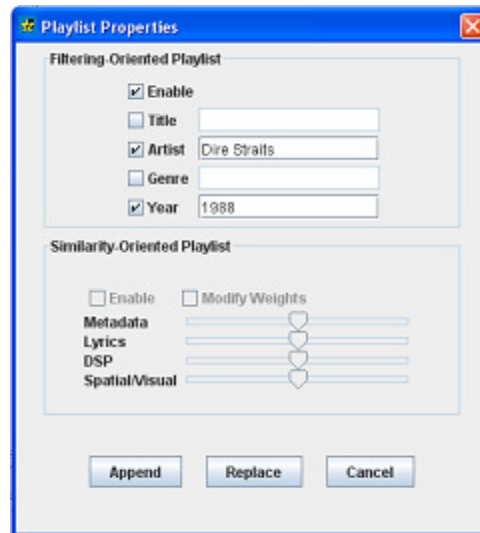 Playlist Properties
Filtering-Oriented Playlist
Enable
Title
Artist Dire Straits
Genre
Year 1988
Similarity-Oriented Playlist
Enable Modify Weights
Metadata
Lyrics
DSP
Spatial/Visual
Append Replace Cancel